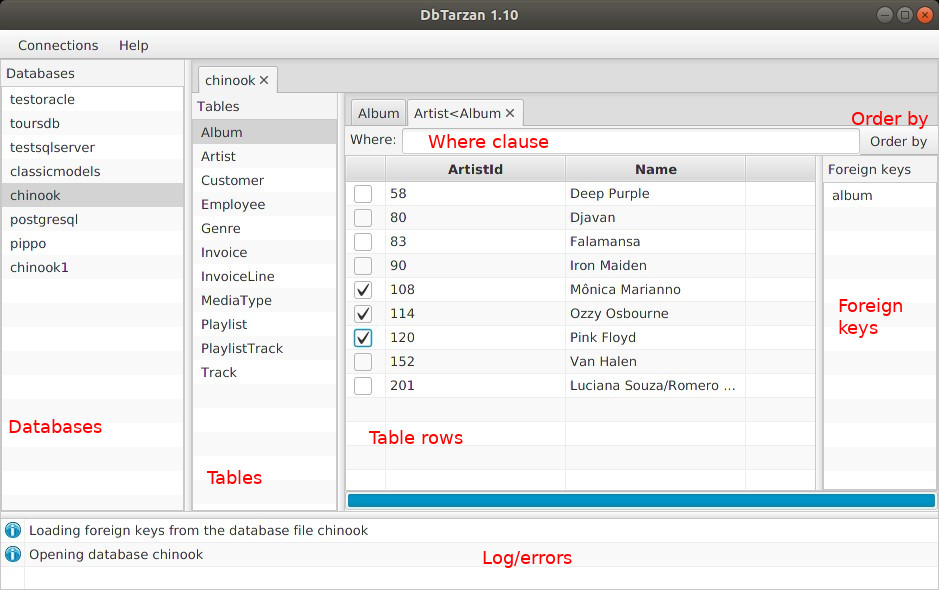 DbTarzan 1.10
Connections Help
Databases
testoracle
toursdb
testsqlserver
classicmodels
chinook
postgresql
pippo
chinook1
Databases
chinook
Tables
Album
Artist
Customer
Employee
Genre
Invoice
InvoiceLine
MediaType
Playlist
PlaylistTrack
Track
Tables
Album Artist<Album
Where: Where clause
Order by
Order by
ArtistId Name
58 Deep Purple
80 Djavan
83 Falamansa
90 Iron Maiden
108 Mônica Marianno
114 Ozzy Osbourne
120 Pink Floyd
152 Van Halen
201 Luciana Souza/Romero ...
Table rows
Foreign keys
album
Foreign
keys
Loading foreign keys from the database file chinook
Opening database chinook
Log/errors